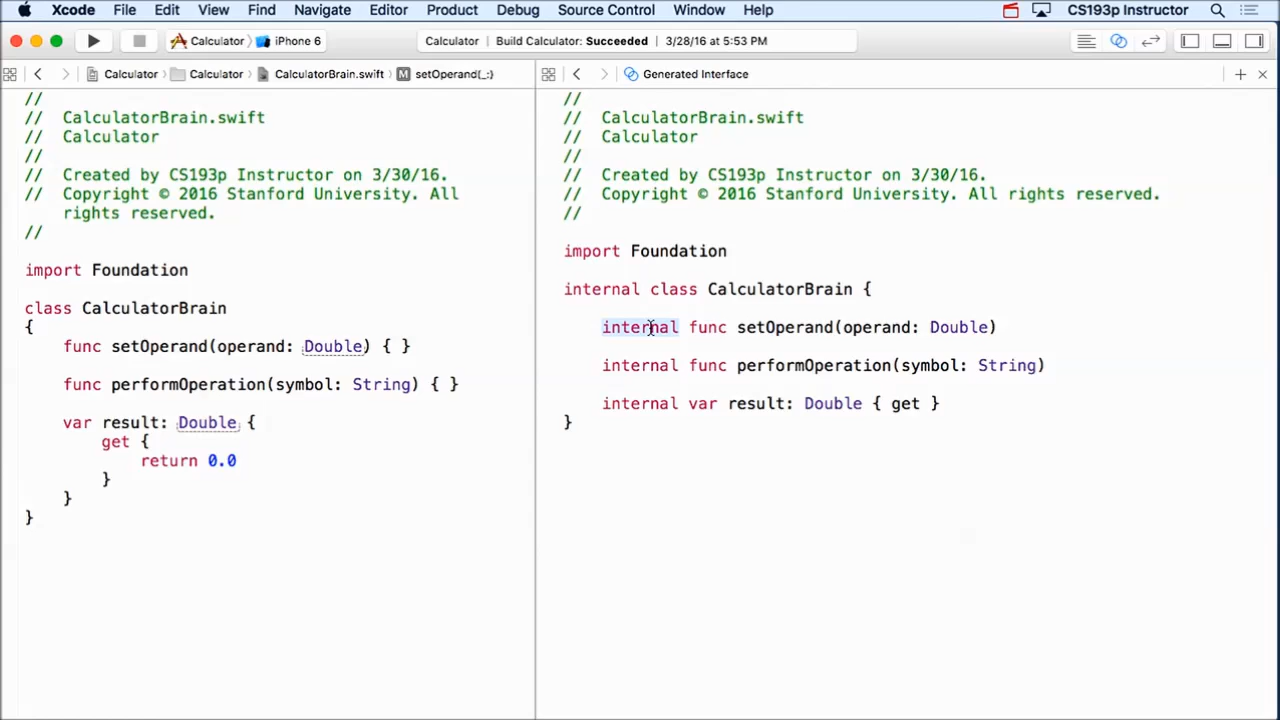 Xcode File Edit View Find Navigate Editor Product Debug Source Control Window Help CS193p Instructor
Calculator iPhone 6 Calculator Build Calculator: Succeeded 3/28/16 at 5:53 PM
Calculator Calculator CalculatorBrain.swift M setOperand(_:)
//
// CalculatorBrain.swift
// Calculator
//
// Created by CS193p Instructor on 3/30/16.
// Copyright © 2016 Stanford University. All
rights reserved.
//
import Foundation
class CalculatorBrain
{
func setOperand(operand: Double) { }
func performOperation(symbol: String) { }
var result: Double {
get {
return 0.0
}
}
}
Generated Interface
//
// CalculatorBrain.swift
// Calculator
//
// Created by CS193p Instructor on 3/30/16.
// Copyright © 2016 Stanford University. All rights reserved.
//
import Foundation
internal class CalculatorBrain {
internal func setOperand(operand: Double)
internal func performOperation(symbol: String)
internal var result: Double { get }
}